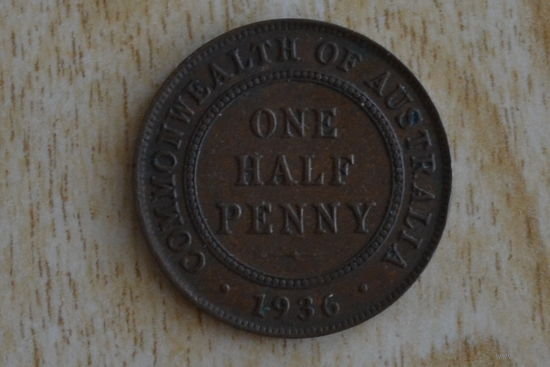 COMMONWEALTH OF AUSTRALIA
ONE
HALF
PENNY
· 1936 ·